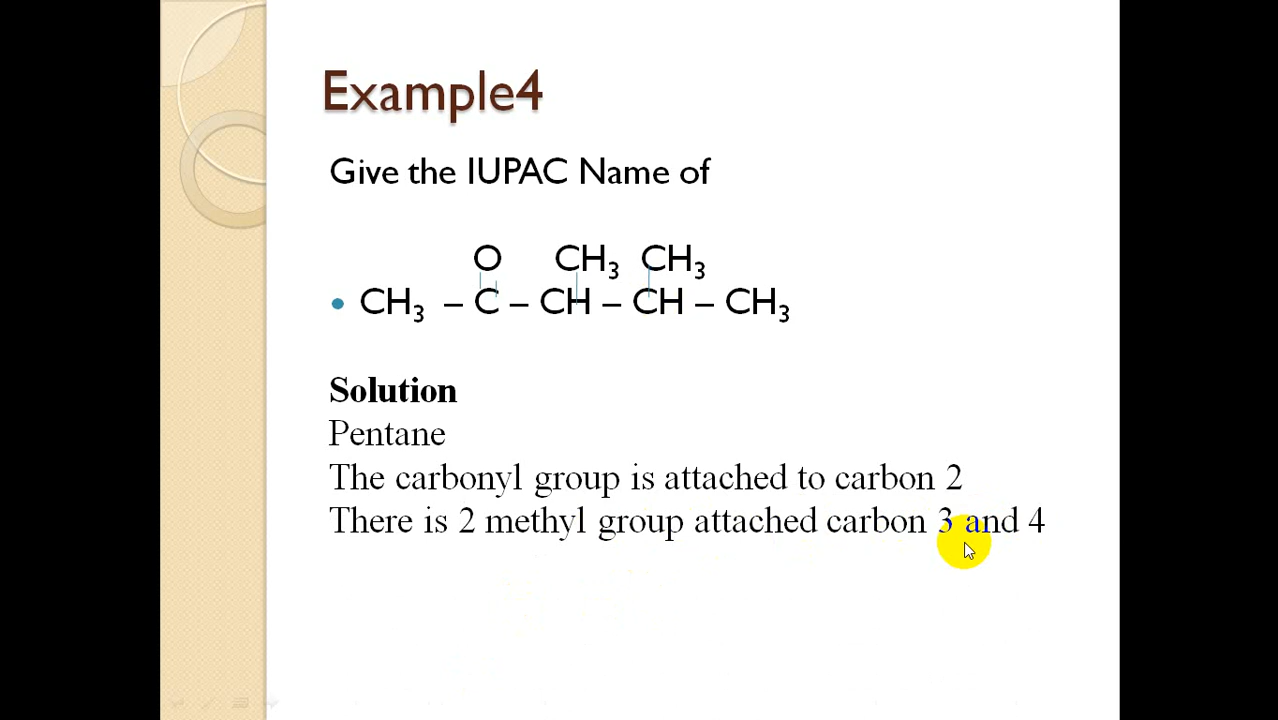 Example4
Give the IUPAC Name of
O CH₃ CH₃
• CH₃ – C – CH – CH – CH₃
Solution
Pentane
The carbonyl group is attached to carbon 2
There is 2 methyl group attached carbon 3 and 4